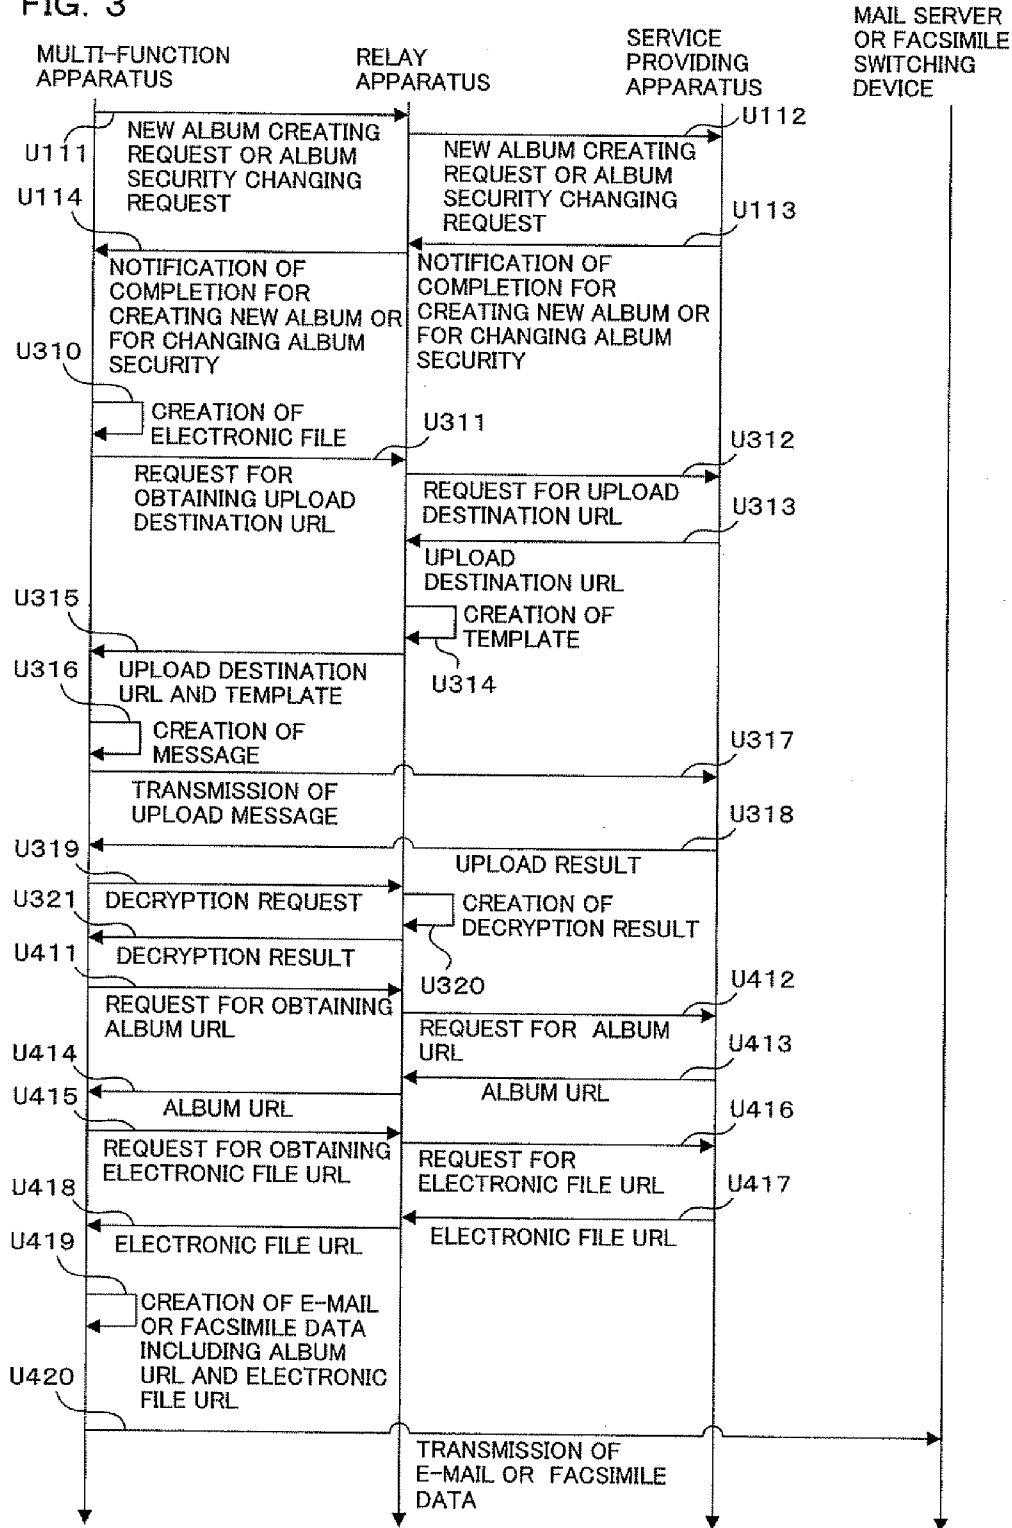 FIG. 3
MULTI-FUNCTION
APPARATUS
RELAY
APPARATUS
SERVICE
PROVIDING
APPARATUS
MAIL SERVER
OR FACSIMILE
SWITCHING
DEVICE
U111
NEW ALBUM CREATING
REQUEST OR ALBUM
SECURITY CHANGING
REQUEST
U112
NEW ALBUM CREATING
REQUEST OR ALBUM
SECURITY CHANGING
REQUEST
U113
NOTIFICATION OF
COMPLETION FOR
CREATING NEW ALBUM OR
FOR CHANGING ALBUM
SECURITY
U114
NOTIFICATION OF
COMPLETION FOR
CREATING NEW ALBUM OR
FOR CHANGING ALBUM
SECURITY
U310
CREATION OF
ELECTRONIC FILE
U311
REQUEST FOR
OBTAINING UPLOAD
DESTINATION URL
U312
REQUEST FOR UPLOAD
DESTINATION URL
U313
UPLOAD
DESTINATION URL
CREATION OF
TEMPLATE
U314
U315
UPLOAD DESTINATION
URL AND TEMPLATE
U316
CREATION OF
MESSAGE
U317
TRANSMISSION OF
UPLOAD MESSAGE
U318
UPLOAD RESULT
U319
DECRYPTION REQUEST
CREATION OF
DECRYPTION RESULT
U320
U321
DECRYPTION RESULT
U411
REQUEST FOR OBTAINING
ALBUM URL
U412
REQUEST FOR ALBUM
URL
U413
ALBUM URL
U414
ALBUM URL
U415
REQUEST FOR OBTAINING
ELECTRONIC FILE URL
U416
REQUEST FOR
ELECTRONIC FILE URL
U417
ELECTRONIC FILE URL
U418
ELECTRONIC FILE URL
U419
CREATION OF E-MAIL
OR FACSIMILE DATA
INCLUDING ALBUM
URL AND ELECTRONIC
FILE URL
U420
TRANSMISSION OF
E-MAIL OR FACSIMILE
DATA